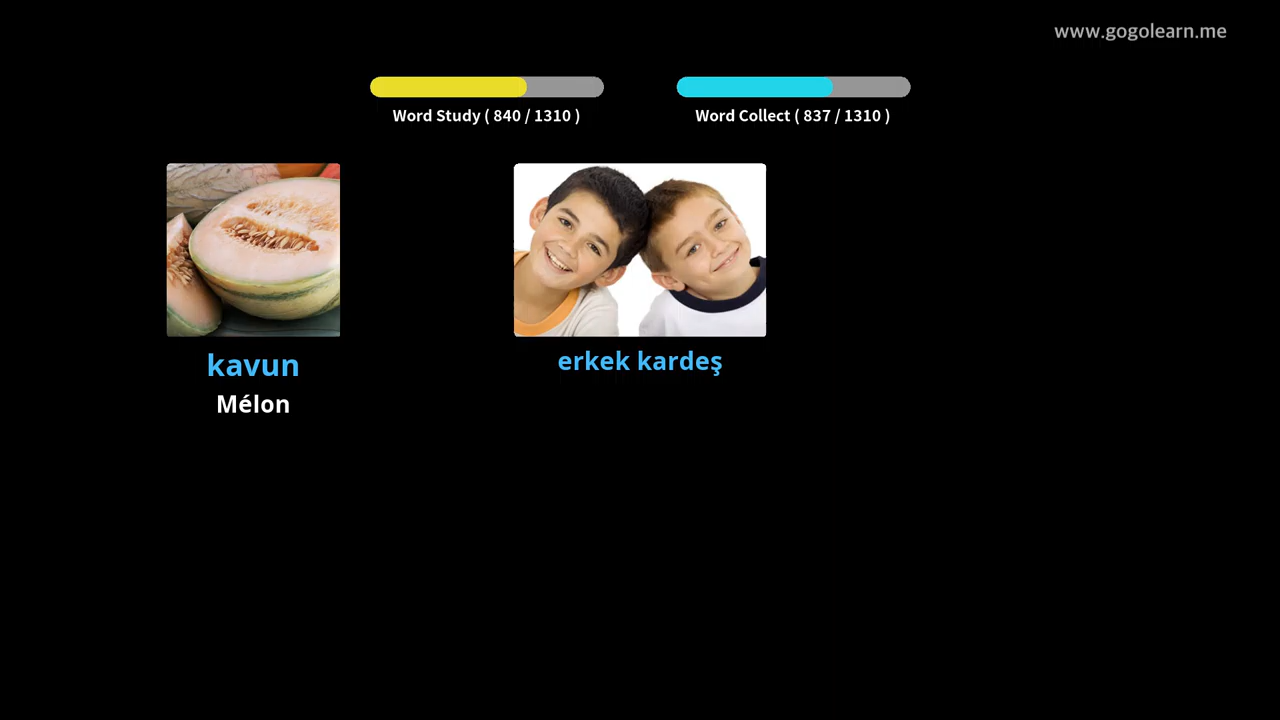 www.gogolearn.me
Word Study ( 840 / 1310 )
Word Collect ( 837 / 1310 )
kavun
Mélon
erkek kardeş